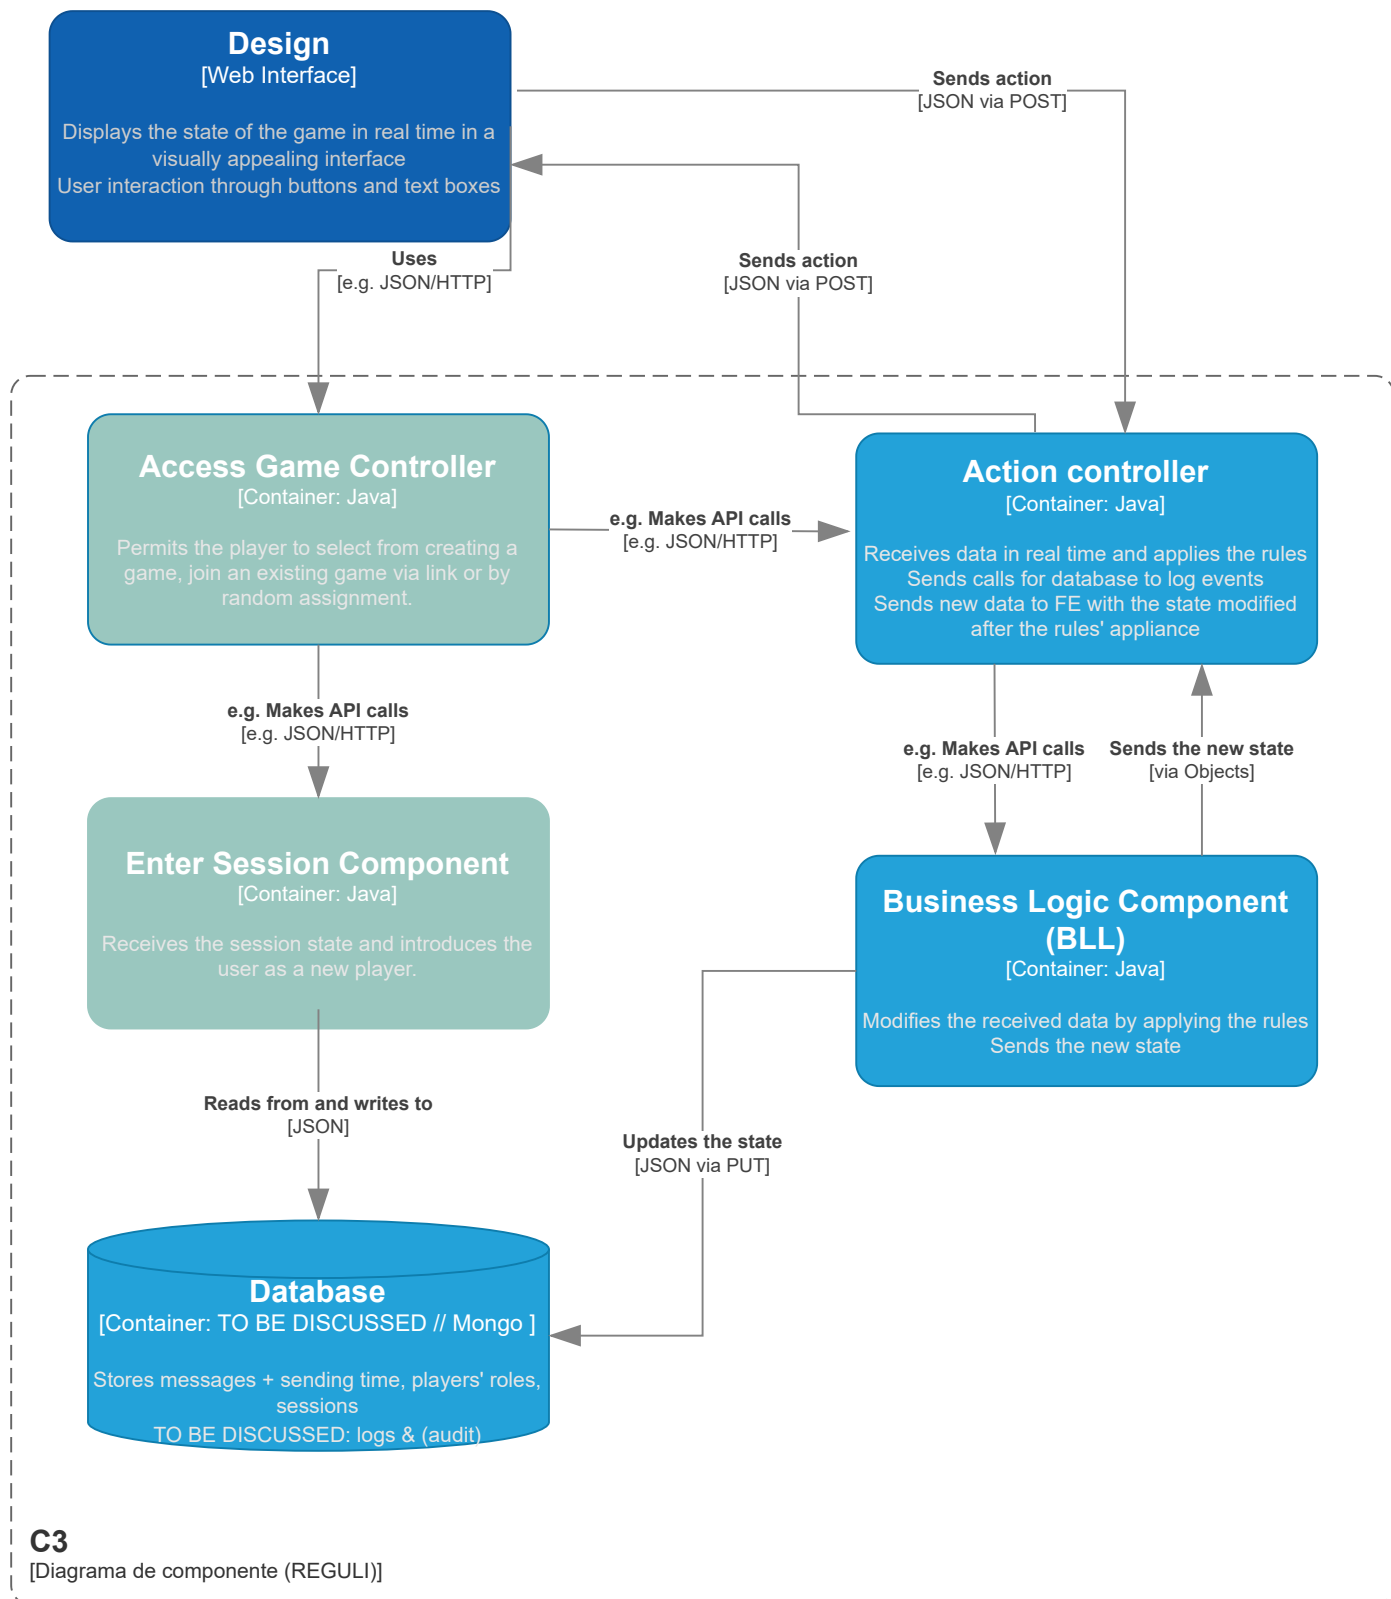 Design
[Web Interface]
Displays the state of the game in real time in a
visually appealing interface
User interaction through buttons and text boxes
Sends action
[JSON via POST]
Uses
[e.g. JSON/HTTP]
Sends action
[JSON via POST]
Access Game Controller
[Container: Java]
Permits the player to select from creating a
game, join an existing game via link or by
random assignment.
e.g. Makes API calls
[e.g. JSON/HTTP]
Action controller
[Container: Java]
Receives data in real time and applies the rules
Sends calls for database to log events
Sends new data to FE with the state modified
after the rules' appliance
e.g. Makes API calls
[e.g. JSON/HTTP]
e.g. Makes API calls
[e.g. JSON/HTTP]
Sends the new state
[via Objects]
Enter Session Component
[Container: Java]
Receives the session state and introduces the
user as a new player.
Business Logic Component
(BLL)
[Container: Java]
Modifies the received data by applying the rules
Sends the new state
Reads from and writes to
[JSON]
Updates the state
[JSON via PUT]
Database
[Container: TO BE DISCUSSED // Mongo ]
Stores messages + sending time, players' roles,
sessions
TO BE DISCUSSED: logs & (audit)
C3
[Diagrama de componente (REGULI)]